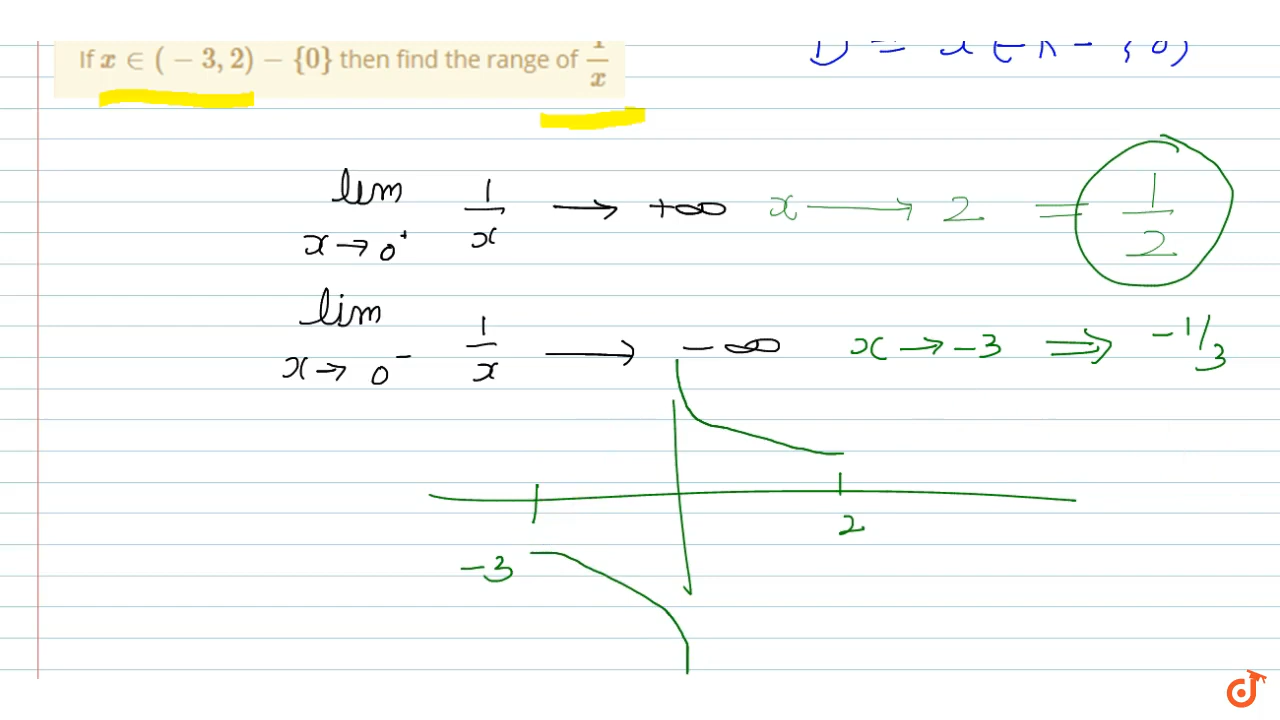 If x ∈ (−3, 2) − {0} then find the range of 1/x
lim x→0⁺ 1/x → +∞ x → 2 = 1/2
lim x→0⁻ 1/x → −∞ x → −3 ⇒ −1/3
2
−3